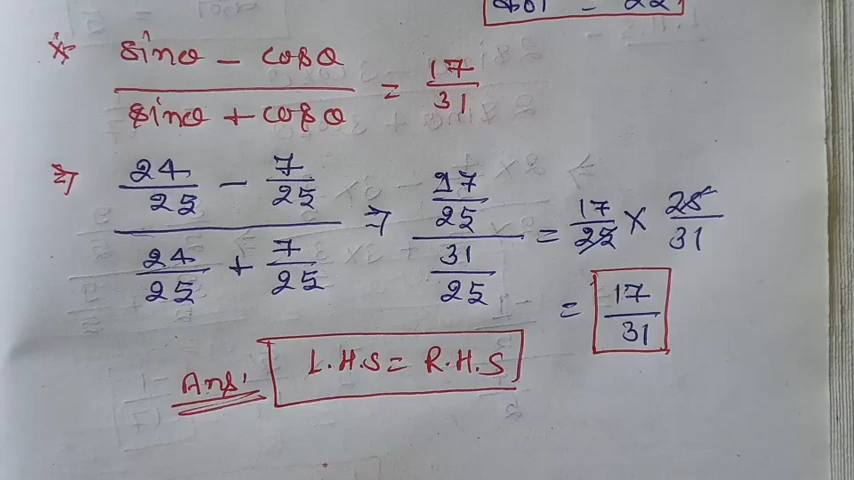 * sinθ - cosθ / sinθ + cosθ = 17/31
⇒ (24/25 - 7/25) / (24/25 + 7/25) ⇒ (17/25) / (31/25) = 17/25 × 25/31
= 17/31
Ans. L.H.S = R.H.S